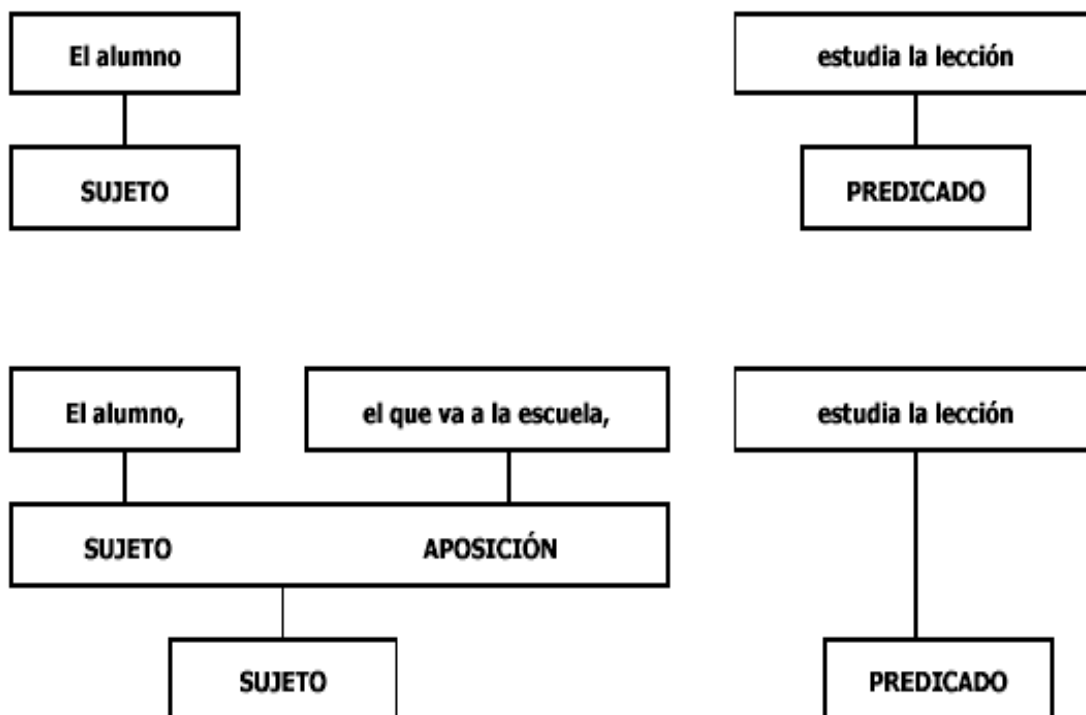 El alumno estudia la lección
SUJETO PREDICADO
El alumno, el que va a la escuela, estudia la lección
SUJETO APOSICIÓN
SUJETO PREDICADO